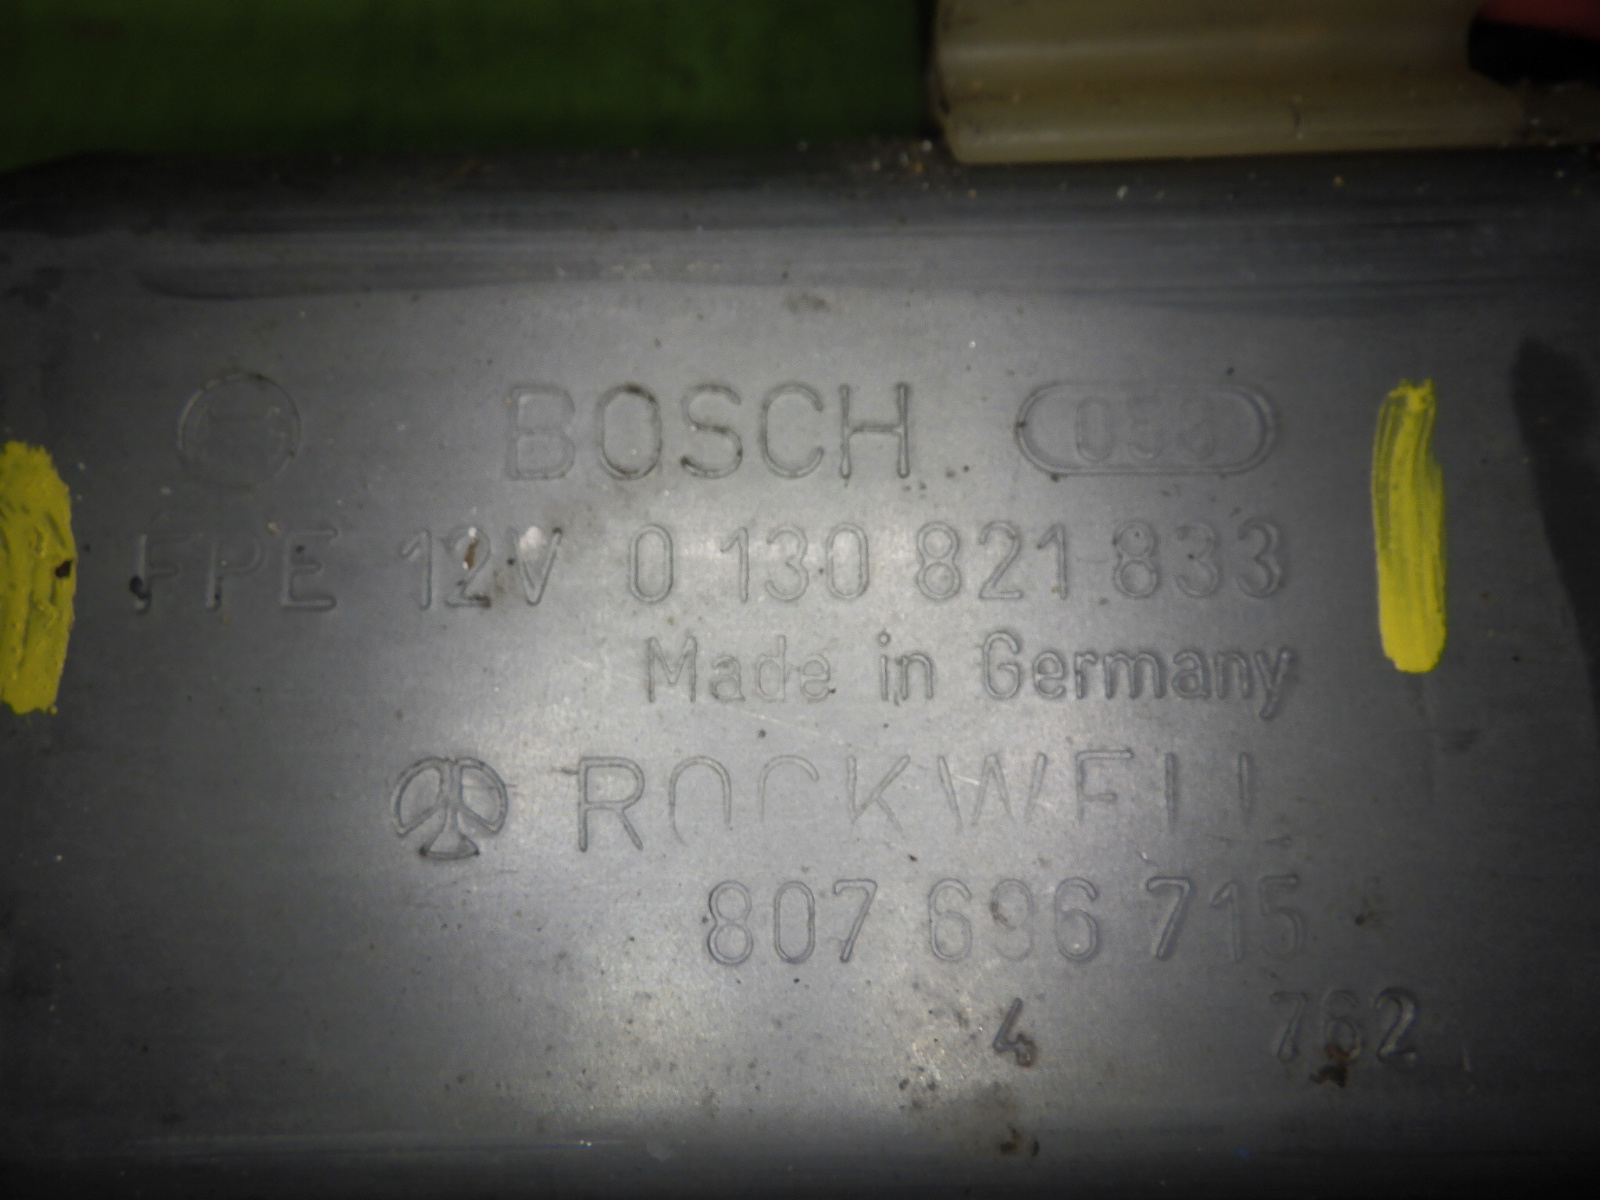 BOSCH
FPE 12V 0 130 821 833
Made in Germany
ROCKWELL
807 696 715
4 762